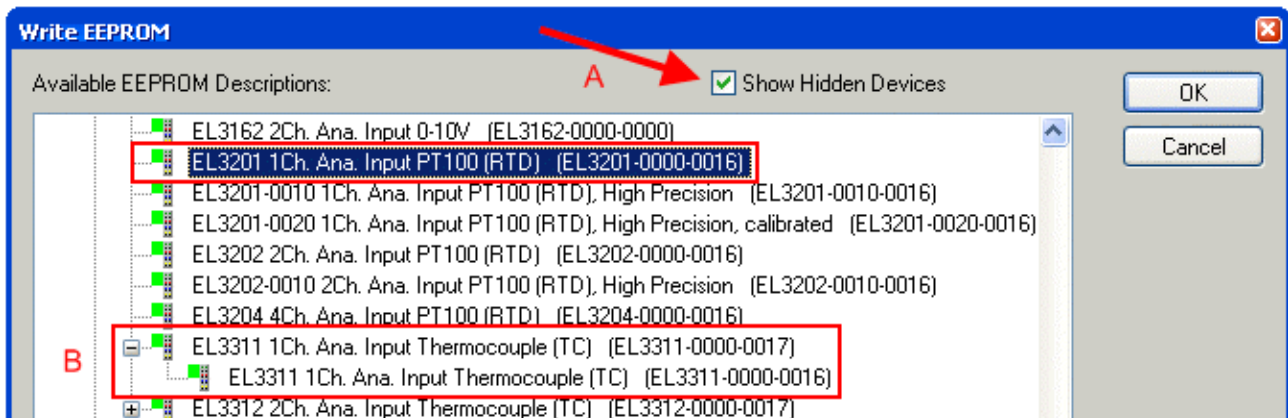 Write EEPROM
Available EEPROM Descriptions:
A
Show Hidden Devices
OK
EL3162 2Ch. Ana. Input 0-10V (EL3162-0000-0000)
Cancel
EL3201 1Ch. Ana. Input PT100 (RTD) (EL3201-0000-0016)
EL3201-0010 1Ch. Ana. Input PT100 (RTD), High Precision (EL3201-0010-0016)
EL3201-0020 1Ch. Ana. Input PT100 (RTD), High Precision, calibrated (EL3201-0020-0016)
EL3202 2Ch. Ana. Input PT100 (RTD) (EL3202-0000-0016)
EL3202-0010 2Ch. Ana. Input PT100 (RTD), High Precision (EL3202-0010-0016)
EL3204 4Ch. Ana. Input PT100 (RTD) (EL3204-0000-0016)
B
EL3311 1Ch. Ana. Input Thermocouple (TC) (EL3311-0000-0017)
EL3311 1Ch. Ana. Input Thermocouple (TC) (EL3311-0000-0016)
EL3312 2Ch. Ana. Input Thermocouple (TC) (EL3312-0000-0017)